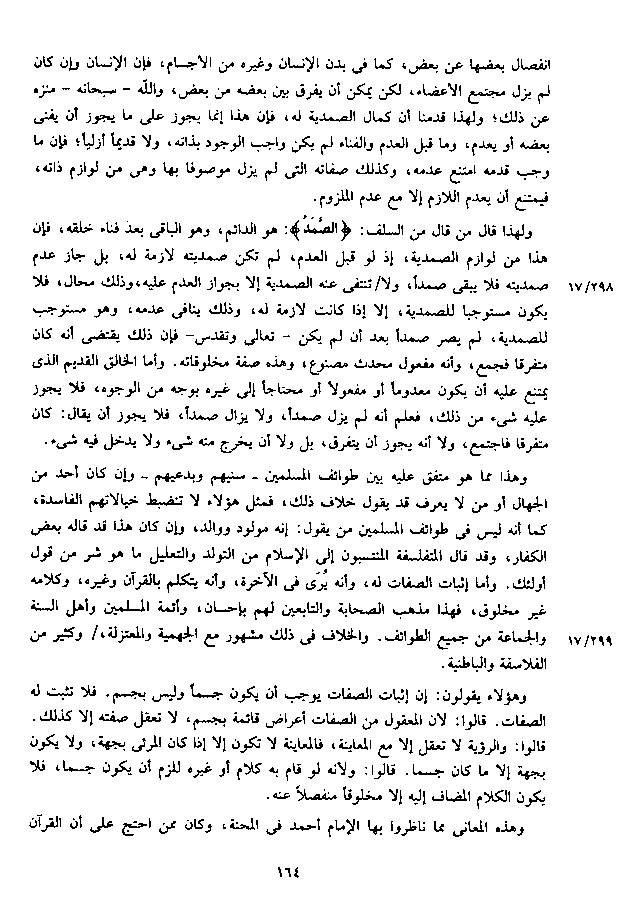 انفصال بعضها عن بعض، كما فى بدن الإنسان وغيره من الأجسام، فإن الإنسان وإن كان
لم يزل مجتمع الأعضاء، لكن يمكن أن يفرق بين بعضه من بعض، والله - سبحانه - منزه
عن ذلك؛ ولهذا قدمنا أن كمال الصمدية له، فإن هذا إنما يجوز على ما يجوز أن يفنى
بعضه أو يعدم، وما قبل العدم والفناء لم يكن واجب الوجود بذاته، ولا قديماً أزلياً؛ فإن ما
وجب قدمه امتنع عدمه، وكذلك صفاته التى لم يزل موصوفا بها وهى من لوازم ذاته،
فيمتنع أن يعدم اللازم إلا مع عدم الملزوم.
ولهذا قال من قال من السلف: ﴿الصَّمَدُ﴾: هو الدائم، وهو الباقى بعد فناء خلقه، فإن
هذا من لوازم الصمدية، إذ لو قبل العدم، لم تكن صمديته لازمة له، بل جاز عدم
١٧/٢٩٨ صمديته فلا يبقى صمداً، ولا/ تنتفى عنه الصمدية إلا بجواز العدم عليه، وذلك محال، فلا
يكون مستوجبا للصمدية، إلا إذا كانت لازمة له، وذلك ينافى عدمه، وهو مستوجب
للصمدية، لم يصر صمداً بعد أن لم يكن - تعالى وتقدس- فإن ذلك يقتضى أنه كان
متفرقا فجمع، وأنه مفعول محدث مصنوع، وهذه صفة مخلوقاته. وأما الخالق القديم الذى
يمتنع عليه أن يكون معدوماً أو مفعولاً أو محتاجاً إلى غيره بوجه من الوجوه، فلا يجوز
عليه شىء من ذلك، فعلم أنه لم يزل صمداً، ولا يزال صمداً، فلا يجوز أن يقال: كان
متفرقا فاجتمع، ولا أنه يجوز أن يتفرق، بل ولا أن يخرج منه شىء ولا يدخل فيه شىء.
وهذا مما هو متفق عليه بين طوائف المسلمين ـ سنيهم وبدعيهم ـ وإن كان أحد من
الجهال أو من لا يعرف قد يقول خلاف ذلك، فمثل هؤلاء لا تنضبط خيالاتهم الفاسدة،
كما أنه ليس فى طوائف المسلمين من يقول: إنه مولود ووالد، وإن كان هذا قد قاله بعض
الكفار، وقد قال المتفلسفة المنتسبون إلى الإسلام من التولد والتعليل ما هو شر من قول
أولئك. وأما إثبات الصفات له، وأنه يُرَى فى الآخرة، وأنه يتكلم بالقرآن وغيره، وكلامه
غير مخلوق، فهذا مذهب الصحابة والتابعين لهم بإحسان، وأئمة المسلمين وأهل السنة
١٧/٢٩٩ والجماعة من جميع الطوائف. والخلاف فى ذلك مشهور مع الجهمية والمعتزلة،/ وكثير من
الفلاسفة والباطنية.
وهؤلاء يقولون: إن إثبات الصفات يوجب أن يكون جسماً وليس بجسم. فلا تثبت له
الصفات. قالوا: لأن المعقول من الصفات أعراض قائمة بجسم، لا تعقل صفته إلا كذلك.
قالوا: والرؤية لا تعقل إلا مع المعاينة، فالمعاينة لا تكون إلا إذا كان المرئى بجهة، ولا يكون
بجهة إلا ما كان جسما. قالوا: ولأنه لو قام به كلام أو غيره للزم أن يكون جسما، فلا
يكون الكلام المضاف إليه إلا مخلوقاً منفصلاً عنه.
وهذه المعانى مما ناظروا بها الإمام أحمد فى المحنة، وكان ممن احتج على أن القرآن
١٦٤